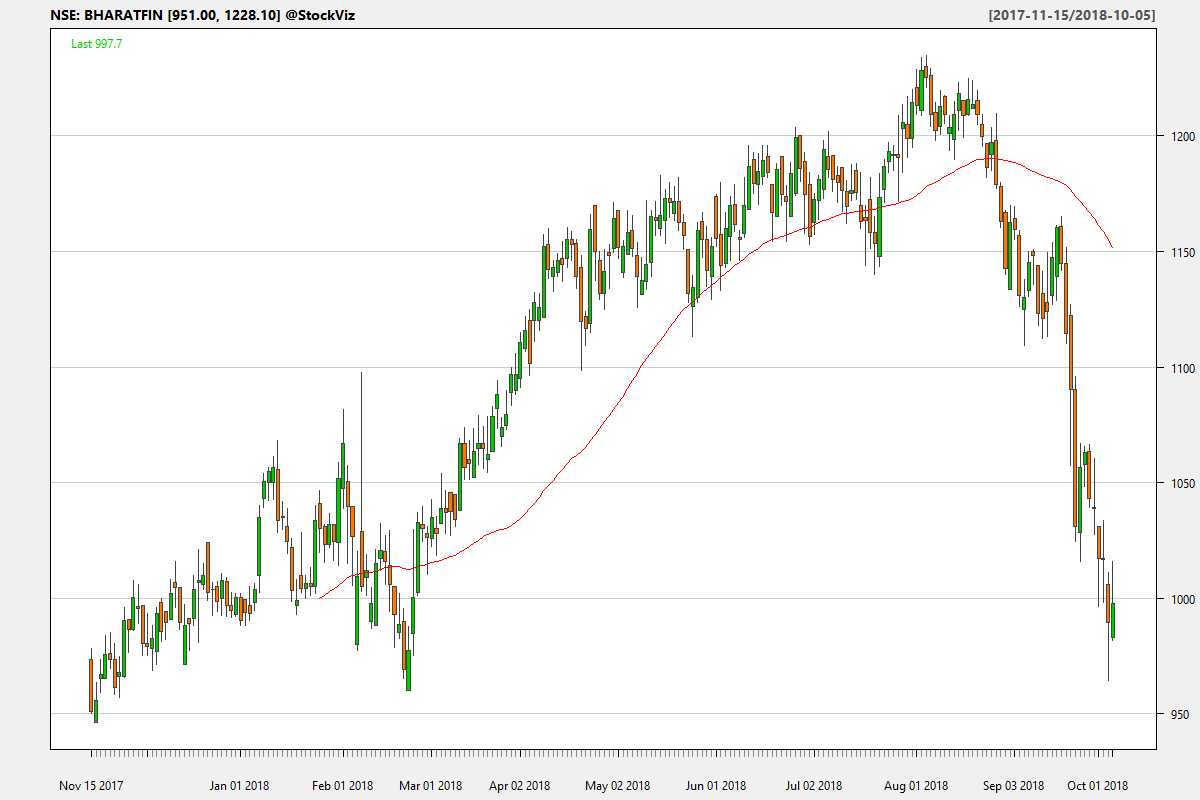 NSE: BHARATFIN [951.00, 1228.10] @StockViz
[2017-11-15/2018-10-05]
Last 997.7
1200
1150
1100
1050
1000
950
Nov 15 2017
Jan 01 2018
Feb 01 2018
Mar 01 2018
Apr 02 2018
May 02 2018
Jun 01 2018
Jul 02 2018
Aug 01 2018
Sep 03 2018
Oct 01 2018